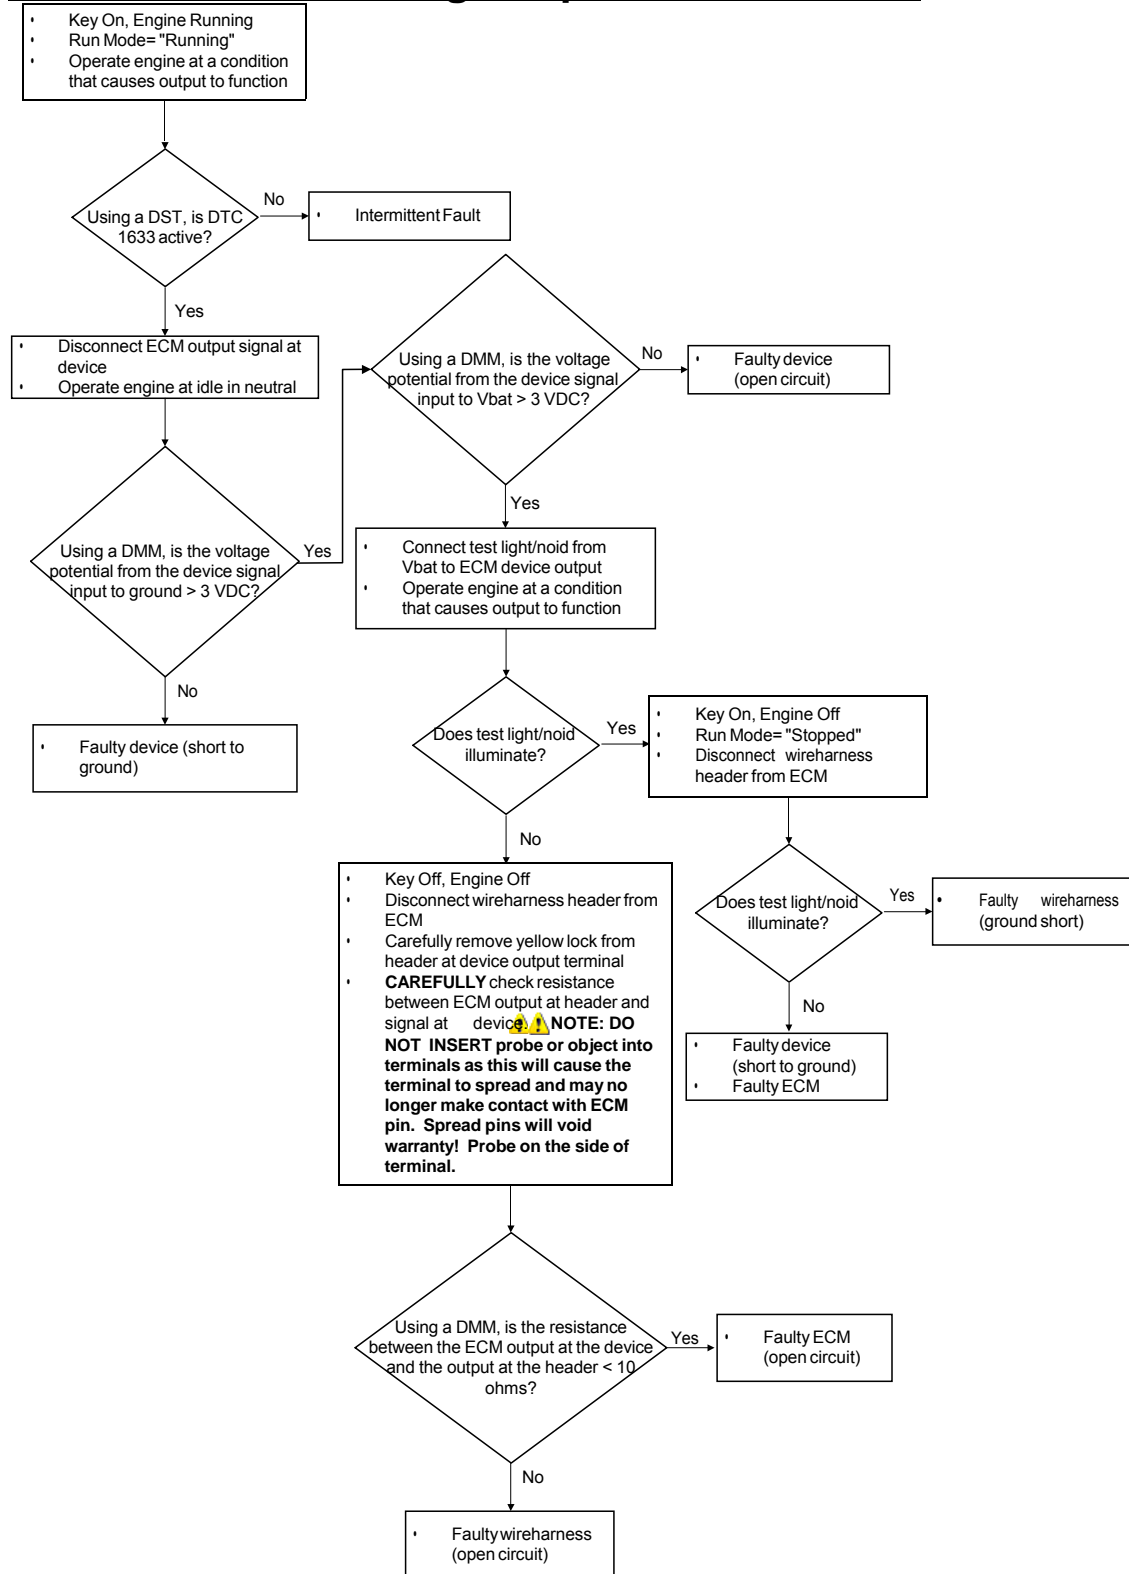 • Key On, Engine Running
• Run Mode= "Running"
• Operate engine at a condition
that causes output to function
Using a DST, is DTC
1633 active?
No
• Intermittent Fault
Yes
• Disconnect ECM output signal at
device
• Operate engine at idle in neutral
Using a DMM, is the voltage
potential from the device signal
input to ground > 3 VDC?
Yes
No
• Faulty device (short to
ground)
Using a DMM, is the voltage
potential from the device signal
input to Vbat > 3 VDC?
No
• Faulty device
(open circuit)
Yes
• Connect test light/noid from
Vbat to ECM device output
• Operate engine at a condition
that causes output to function
Does test light/noid
illuminate?
Yes
• Key On, Engine Off
• Run Mode= "Stopped"
• Disconnect wireharness
header from ECM
Does test light/noid
illuminate?
Yes
• Faulty wireharness
(ground short)
No
• Faulty device
(short to ground)
• Faulty ECM
No
• Key Off, Engine Off
• Disconnect wireharness header from
ECM
• Carefully remove yellow lock from
header at device output terminal
• CAREFULLY check resistance
between ECM output at header and
signal at device. NOTE: DO
NOT INSERT probe or object into
terminals as this will cause the
terminal to spread and may no
longer make contact with ECM
pin. Spread pins will void
warranty! Probe on the side of
terminal.
Using a DMM, is the resistance
between the ECM output at the device
and the output at the header < 10
ohms?
Yes
• Faulty ECM
(open circuit)
No
• Faulty wireharness
(open circuit)